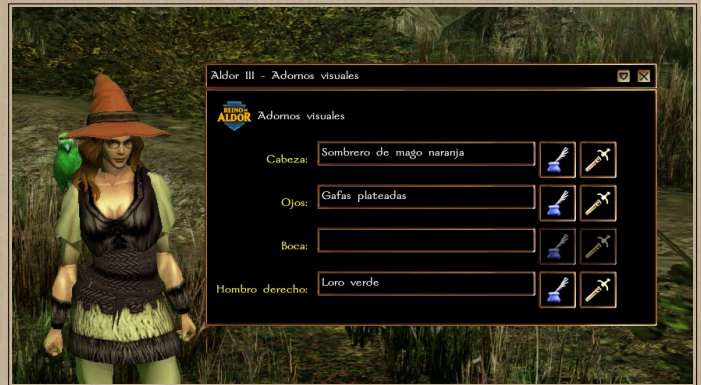 Aldor III - Adornos visuales
REINO DE
ALDOR
Adornos visuales
Cabeza:
Sombrero de mago naranja
Ojos:
Gafas plateadas
Boca:
Hombro derecho:
Loro verde